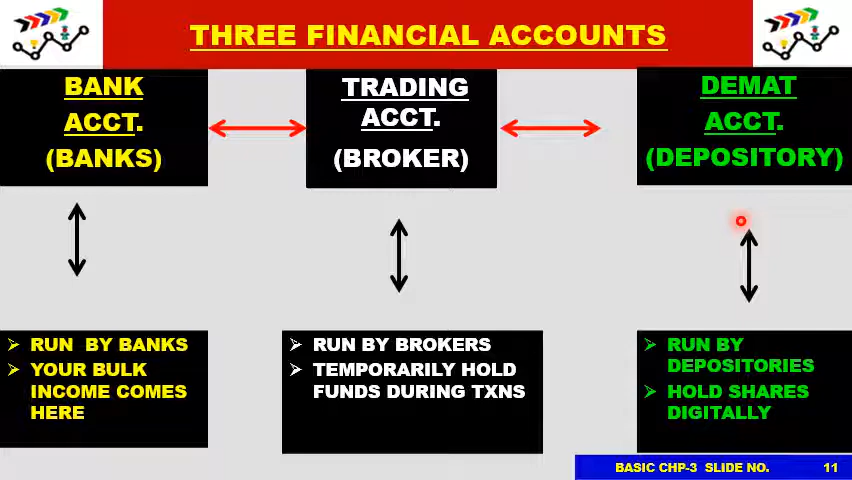 THREE FINANCIAL ACCOUNTS
BANK
ACCT.
(BANKS)
TRADING
ACCT.
(BROKER)
DEMAT
ACCT.
(DEPOSITORY)
RUN BY BANKS
YOUR BULK
INCOME COMES
HERE
RUN BY BROKERS
TEMPORARILY HOLD
FUNDS DURING TXNS
RUN BY
DEPOSITORIES
HOLD SHARES
DIGITALLY
BASIC CHP-3 SLIDE NO. 11